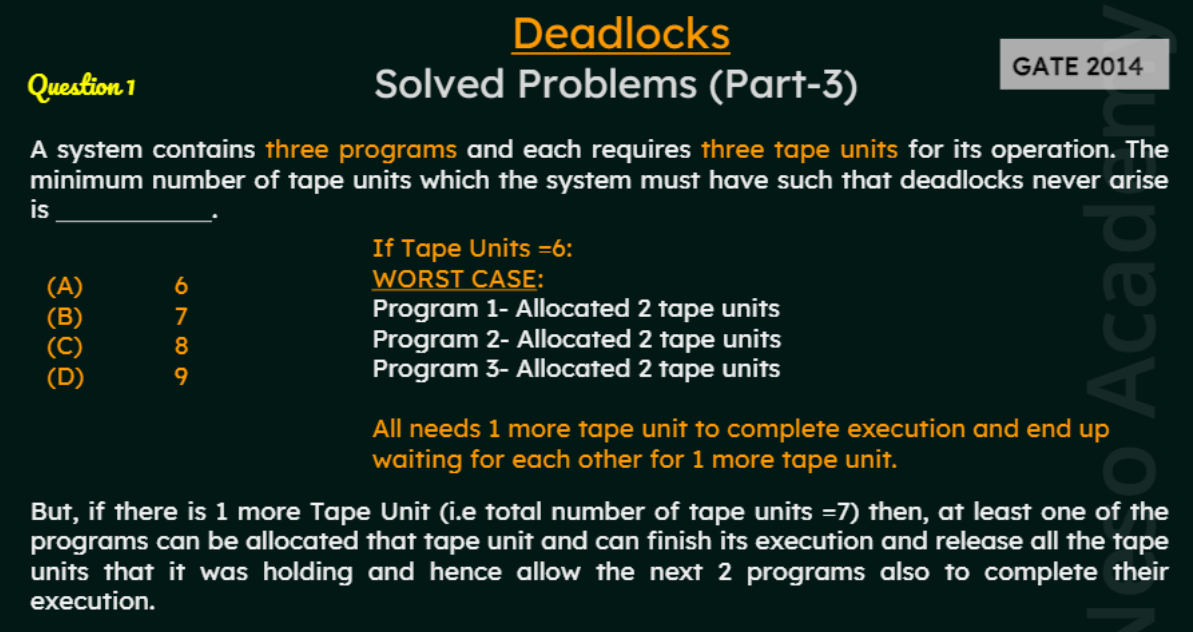 Deadlocks
Question 1
Solved Problems (Part-3)
GATE 2014
A system contains three programs and each requires three tape units for its operation. The
minimum number of tape units which the system must have such that deadlocks never arise
is ____________.
(A) 6
(B) 7
(C) 8
(D) 9
If Tape Units =6:
WORST CASE:
Program 1- Allocated 2 tape units
Program 2- Allocated 2 tape units
Program 3- Allocated 2 tape units
All needs 1 more tape unit to complete execution and end up
waiting for each other for 1 more tape unit.
But, if there is 1 more Tape Unit (i.e total number of tape units =7) then, at least one of the
programs can be allocated that tape unit and can finish its execution and release all the tape
units that it was holding and hence allow the next 2 programs also to complete their
execution.
Neso Academy